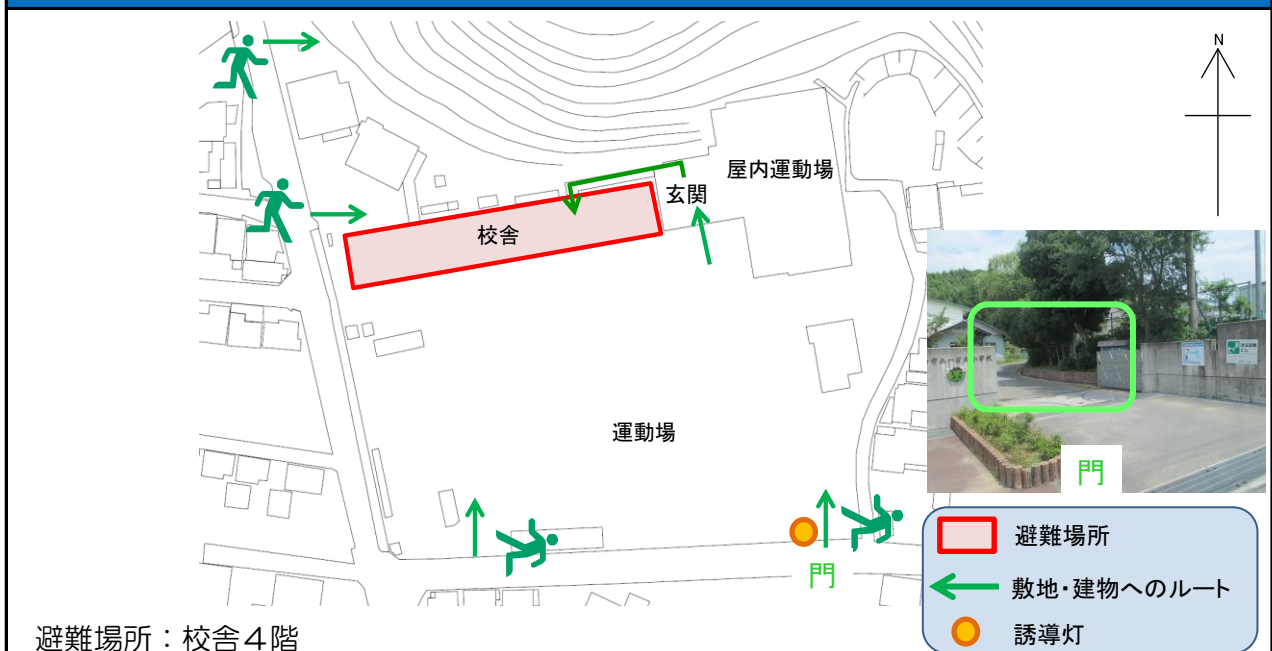 N
屋内運動場
玄関
校舎
運動場
門
門
避難場所
敷地・建物へのルート
誘導灯
避難場所：校舎４階